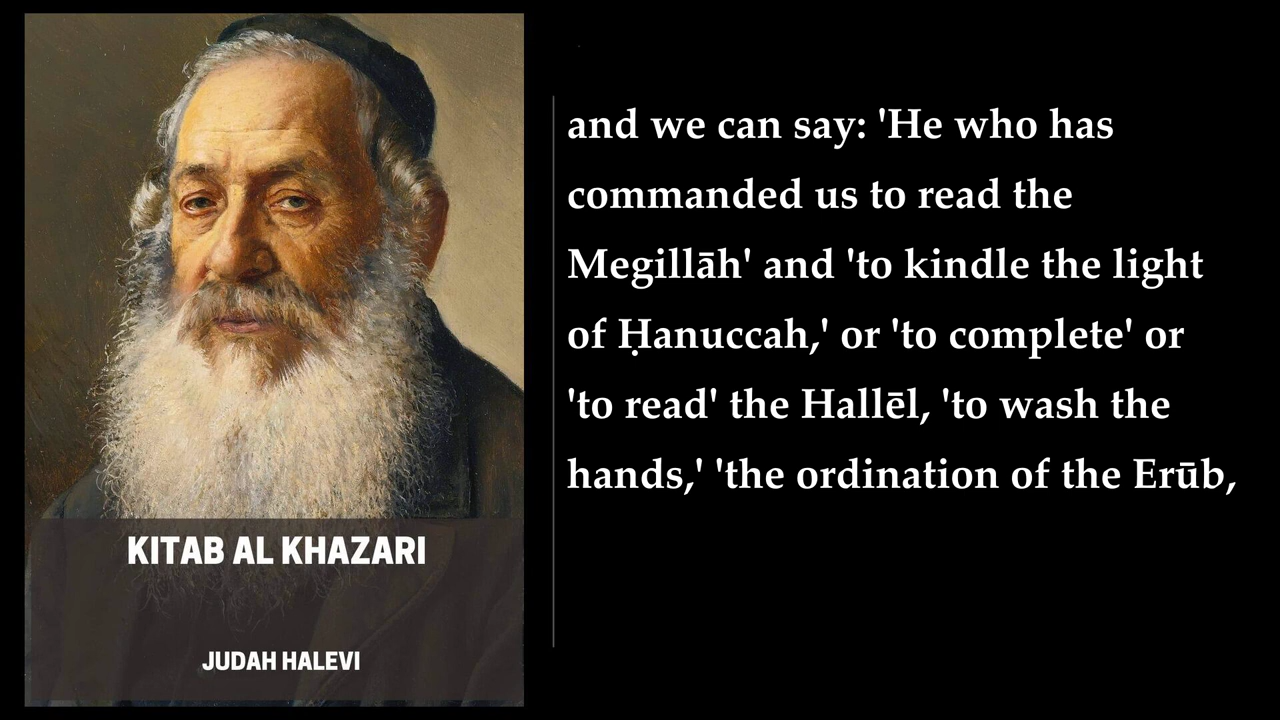 KITAB AL KHAZARI
JUDAH HALEVI
and we can say: 'He who has
commanded us to read the
Megillāh' and 'to kindle the light
of Ḥanuccah,' or 'to complete' or
'to read' the Hallēl, 'to wash the
hands,' 'the ordination of the Erūb,